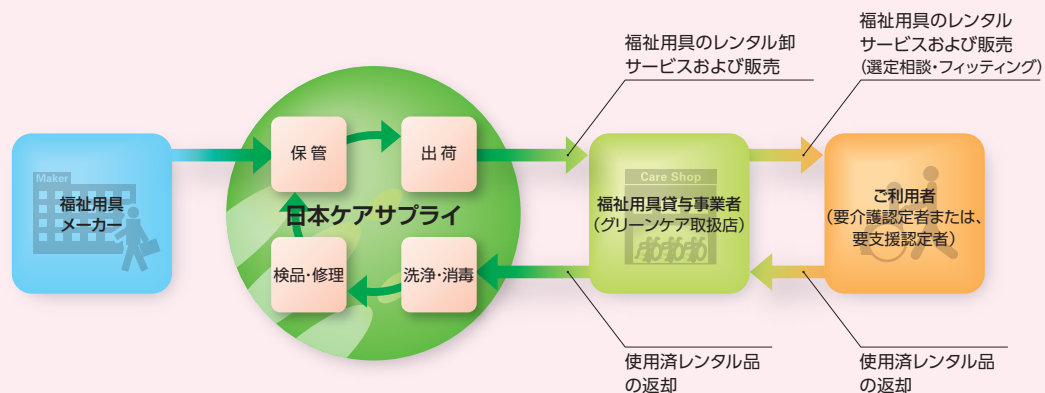 福祉用具のレンタル卸
サービスおよび販売
福祉用具のレンタル
サービスおよび販売
(選定相談・フィッティング)
Maker
福祉用具
メーカー
保管
出荷
日本ケアサプライ
検品・修理
洗浄・消毒
Care Shop
福祉用具貸与事業者
(グリーンケア取扱店)
ご利用者
(要介護認定者または、
要支援認定者)
使用済レンタル品
の返却
使用済レンタル品
の返却